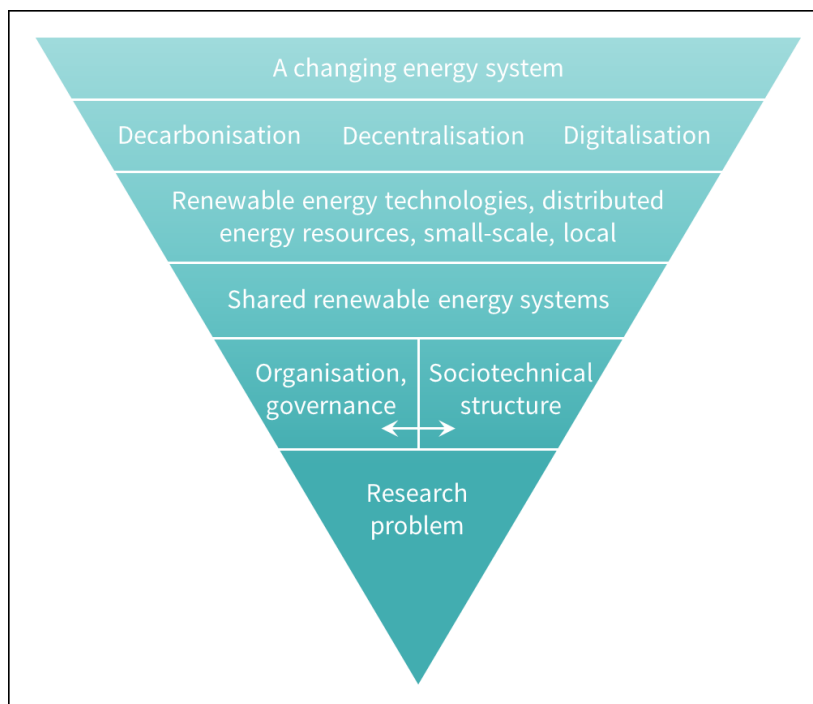 A changing energy system
Decarbonisation Decentralisation Digitalisation
Renewable energy technologies, distributed
energy resources, small-scale, local
Shared renewable energy systems
Organisation,
governance
Sociotechnical
structure
Research
problem